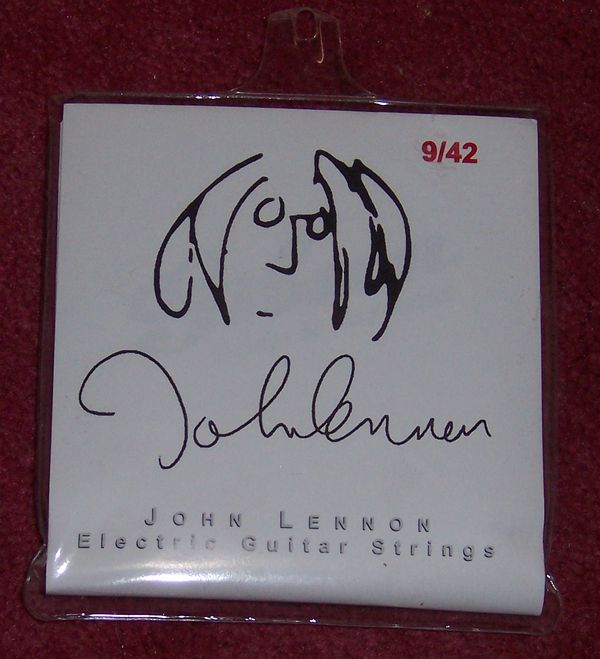 9/42
John Lennon
JOHN LENNON
Electric Guitar Strings